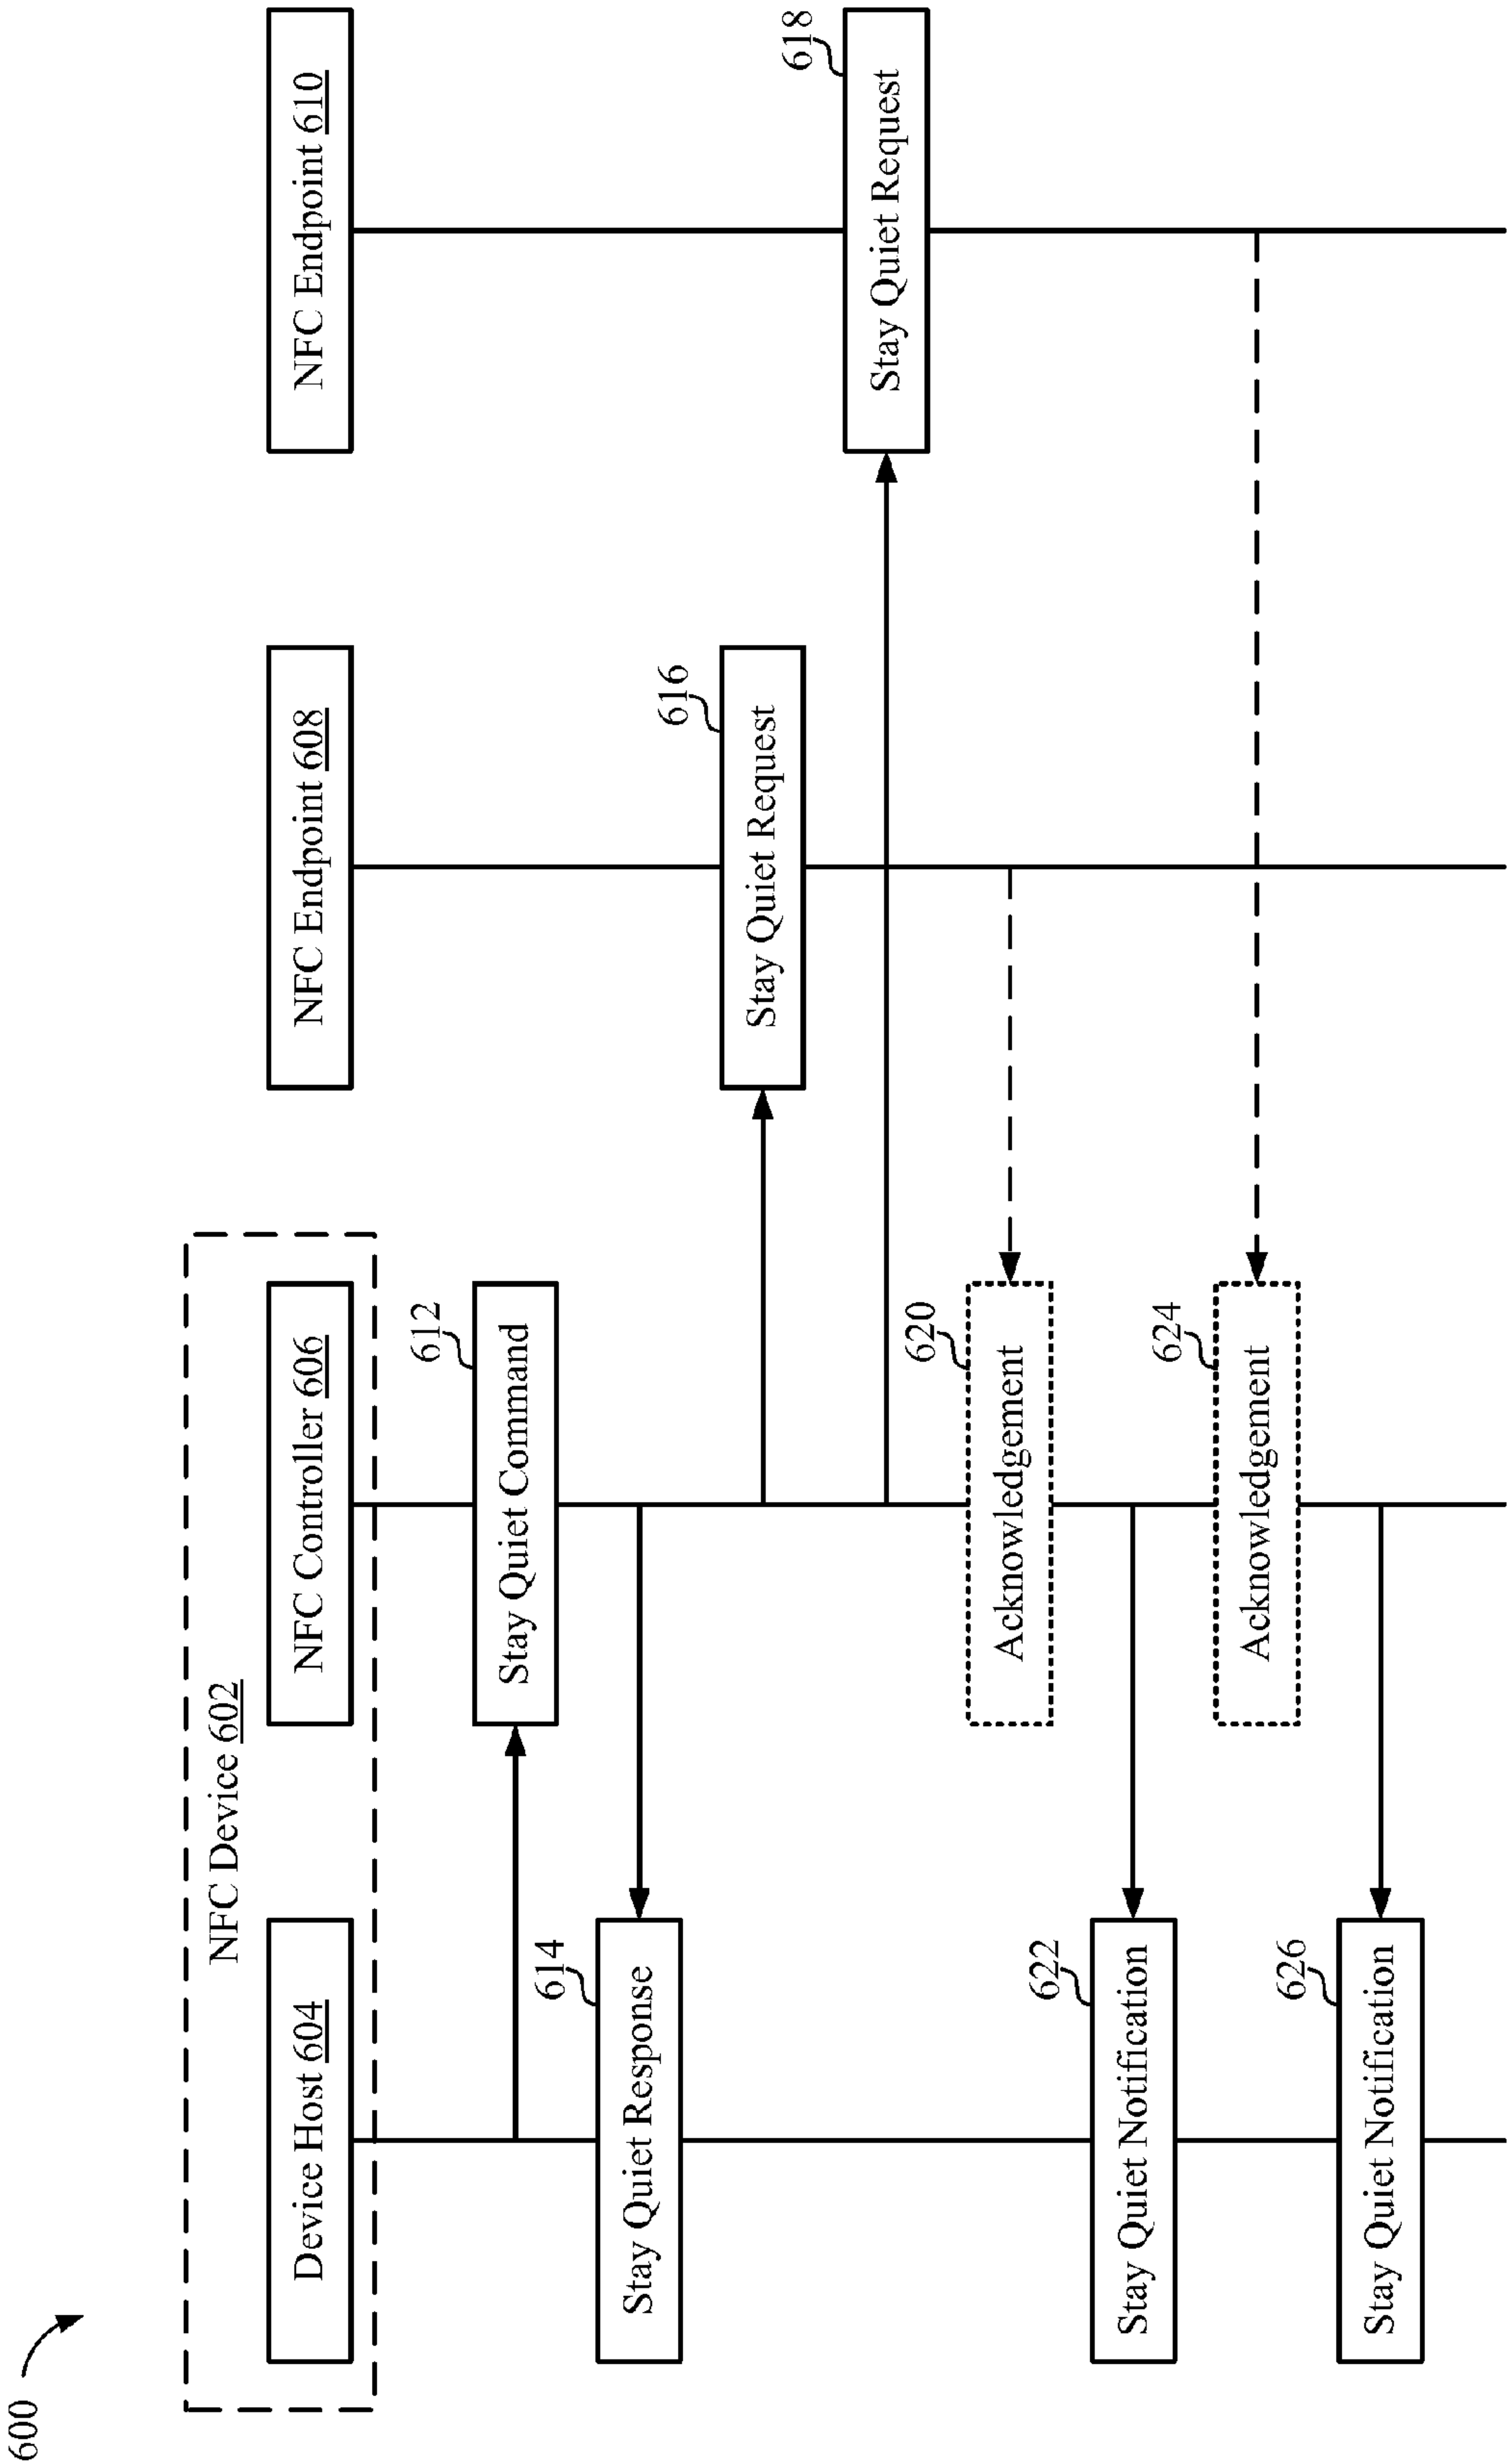 600
NFC Device 602
Device Host 604
NFC Controller 606
NFC Endpoint 608
NFC Endpoint 610
612
Stay Quiet Command
614
Stay Quiet Response
616
Stay Quiet Request
618
Stay Quiet Request
620
Acknowledgement
622
Stay Quiet Notification
624
Acknowledgement
626
Stay Quiet Notification